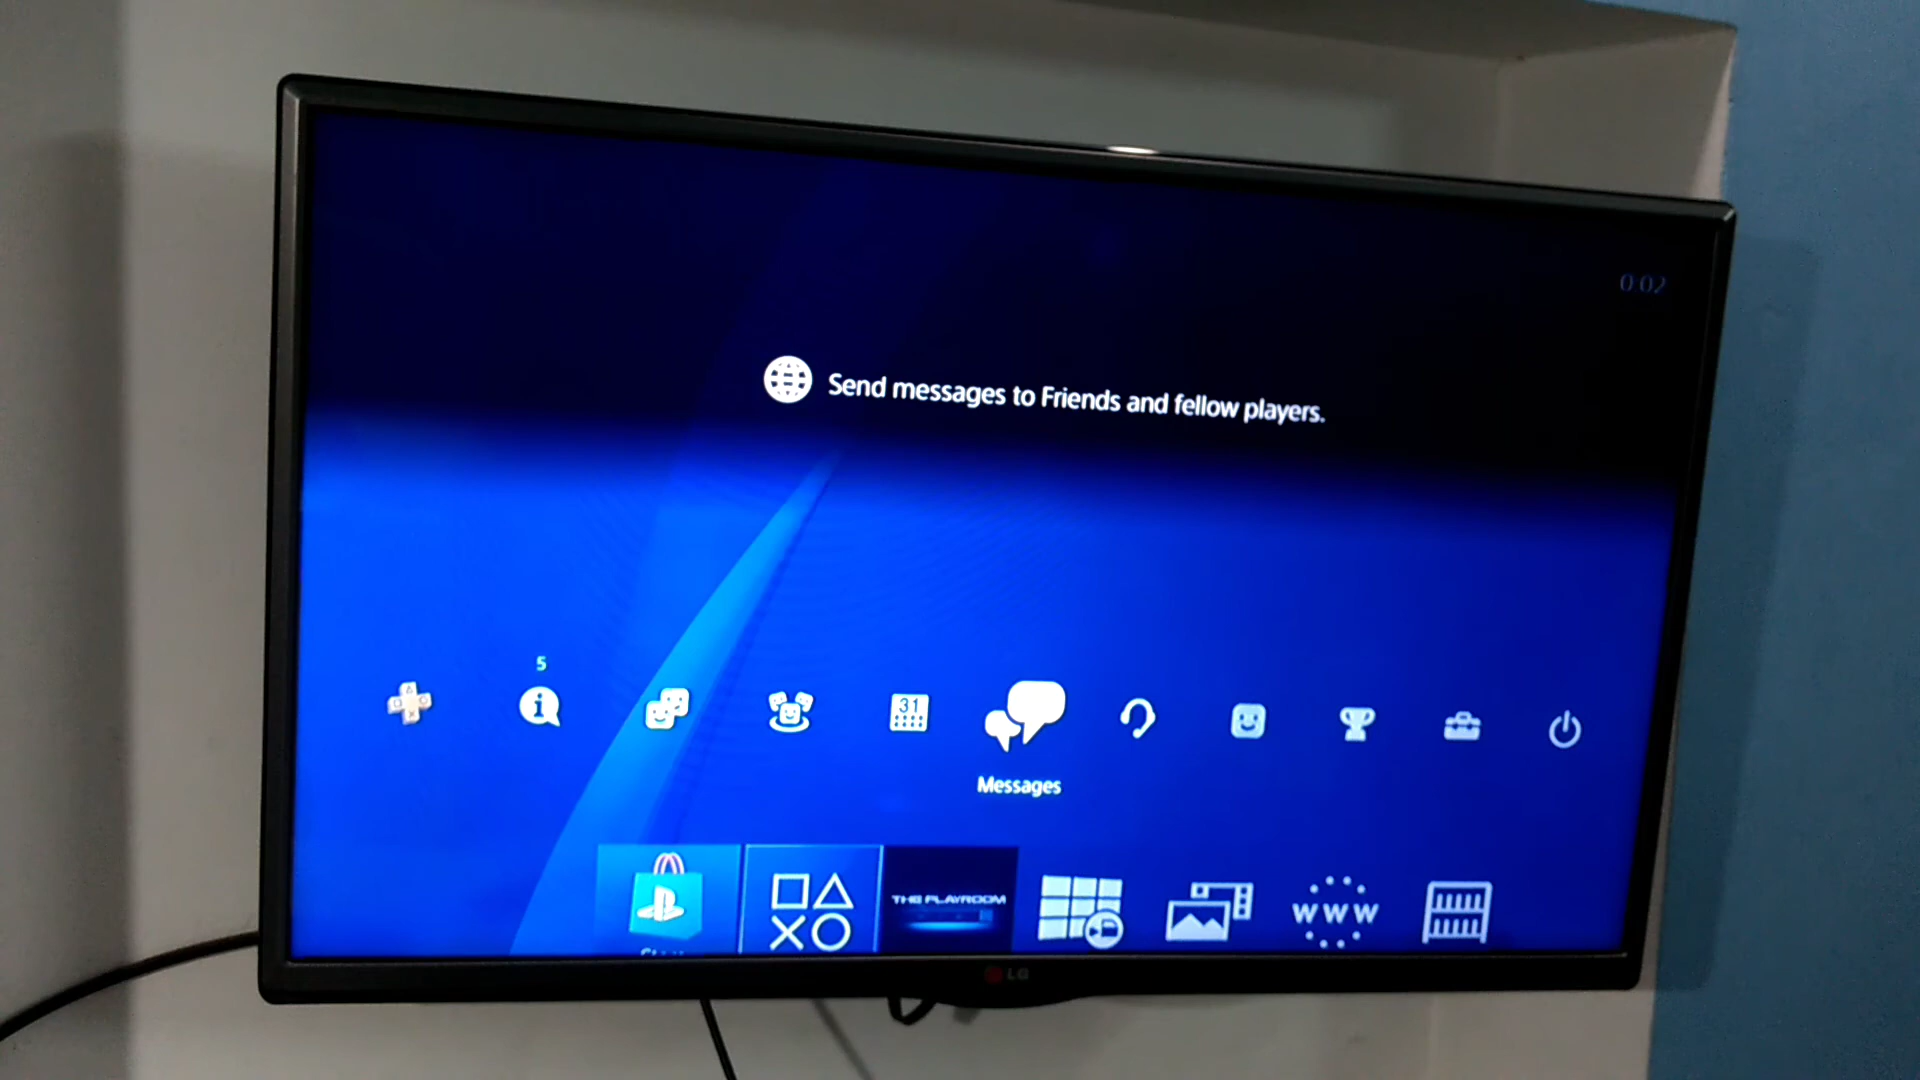 0:02
Send messages to Friends and fellow players.
5
31
Messages
THE PLAYROOM
WWW
LG